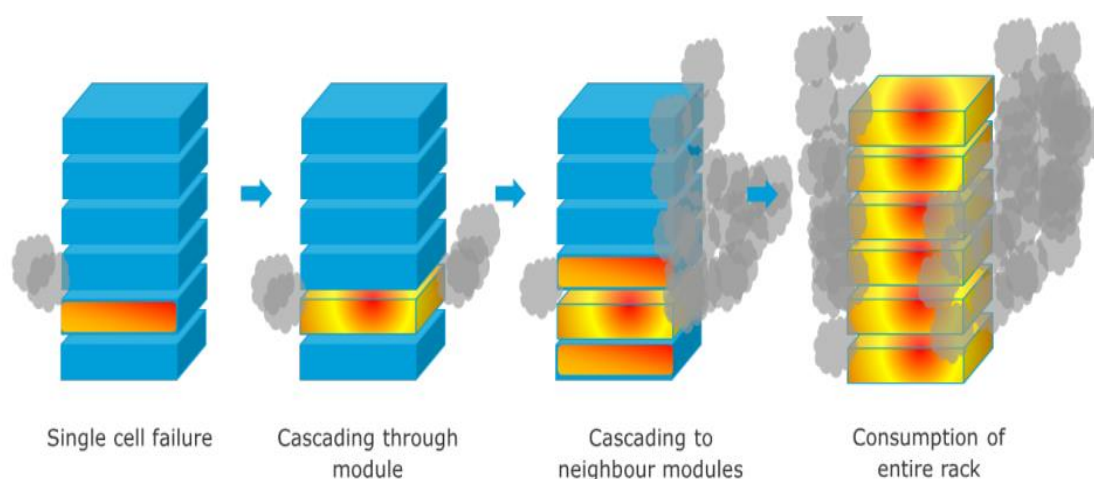 Single cell failure
Cascading through
module
Cascading to
neighbour modules
Consumption of
entire rack